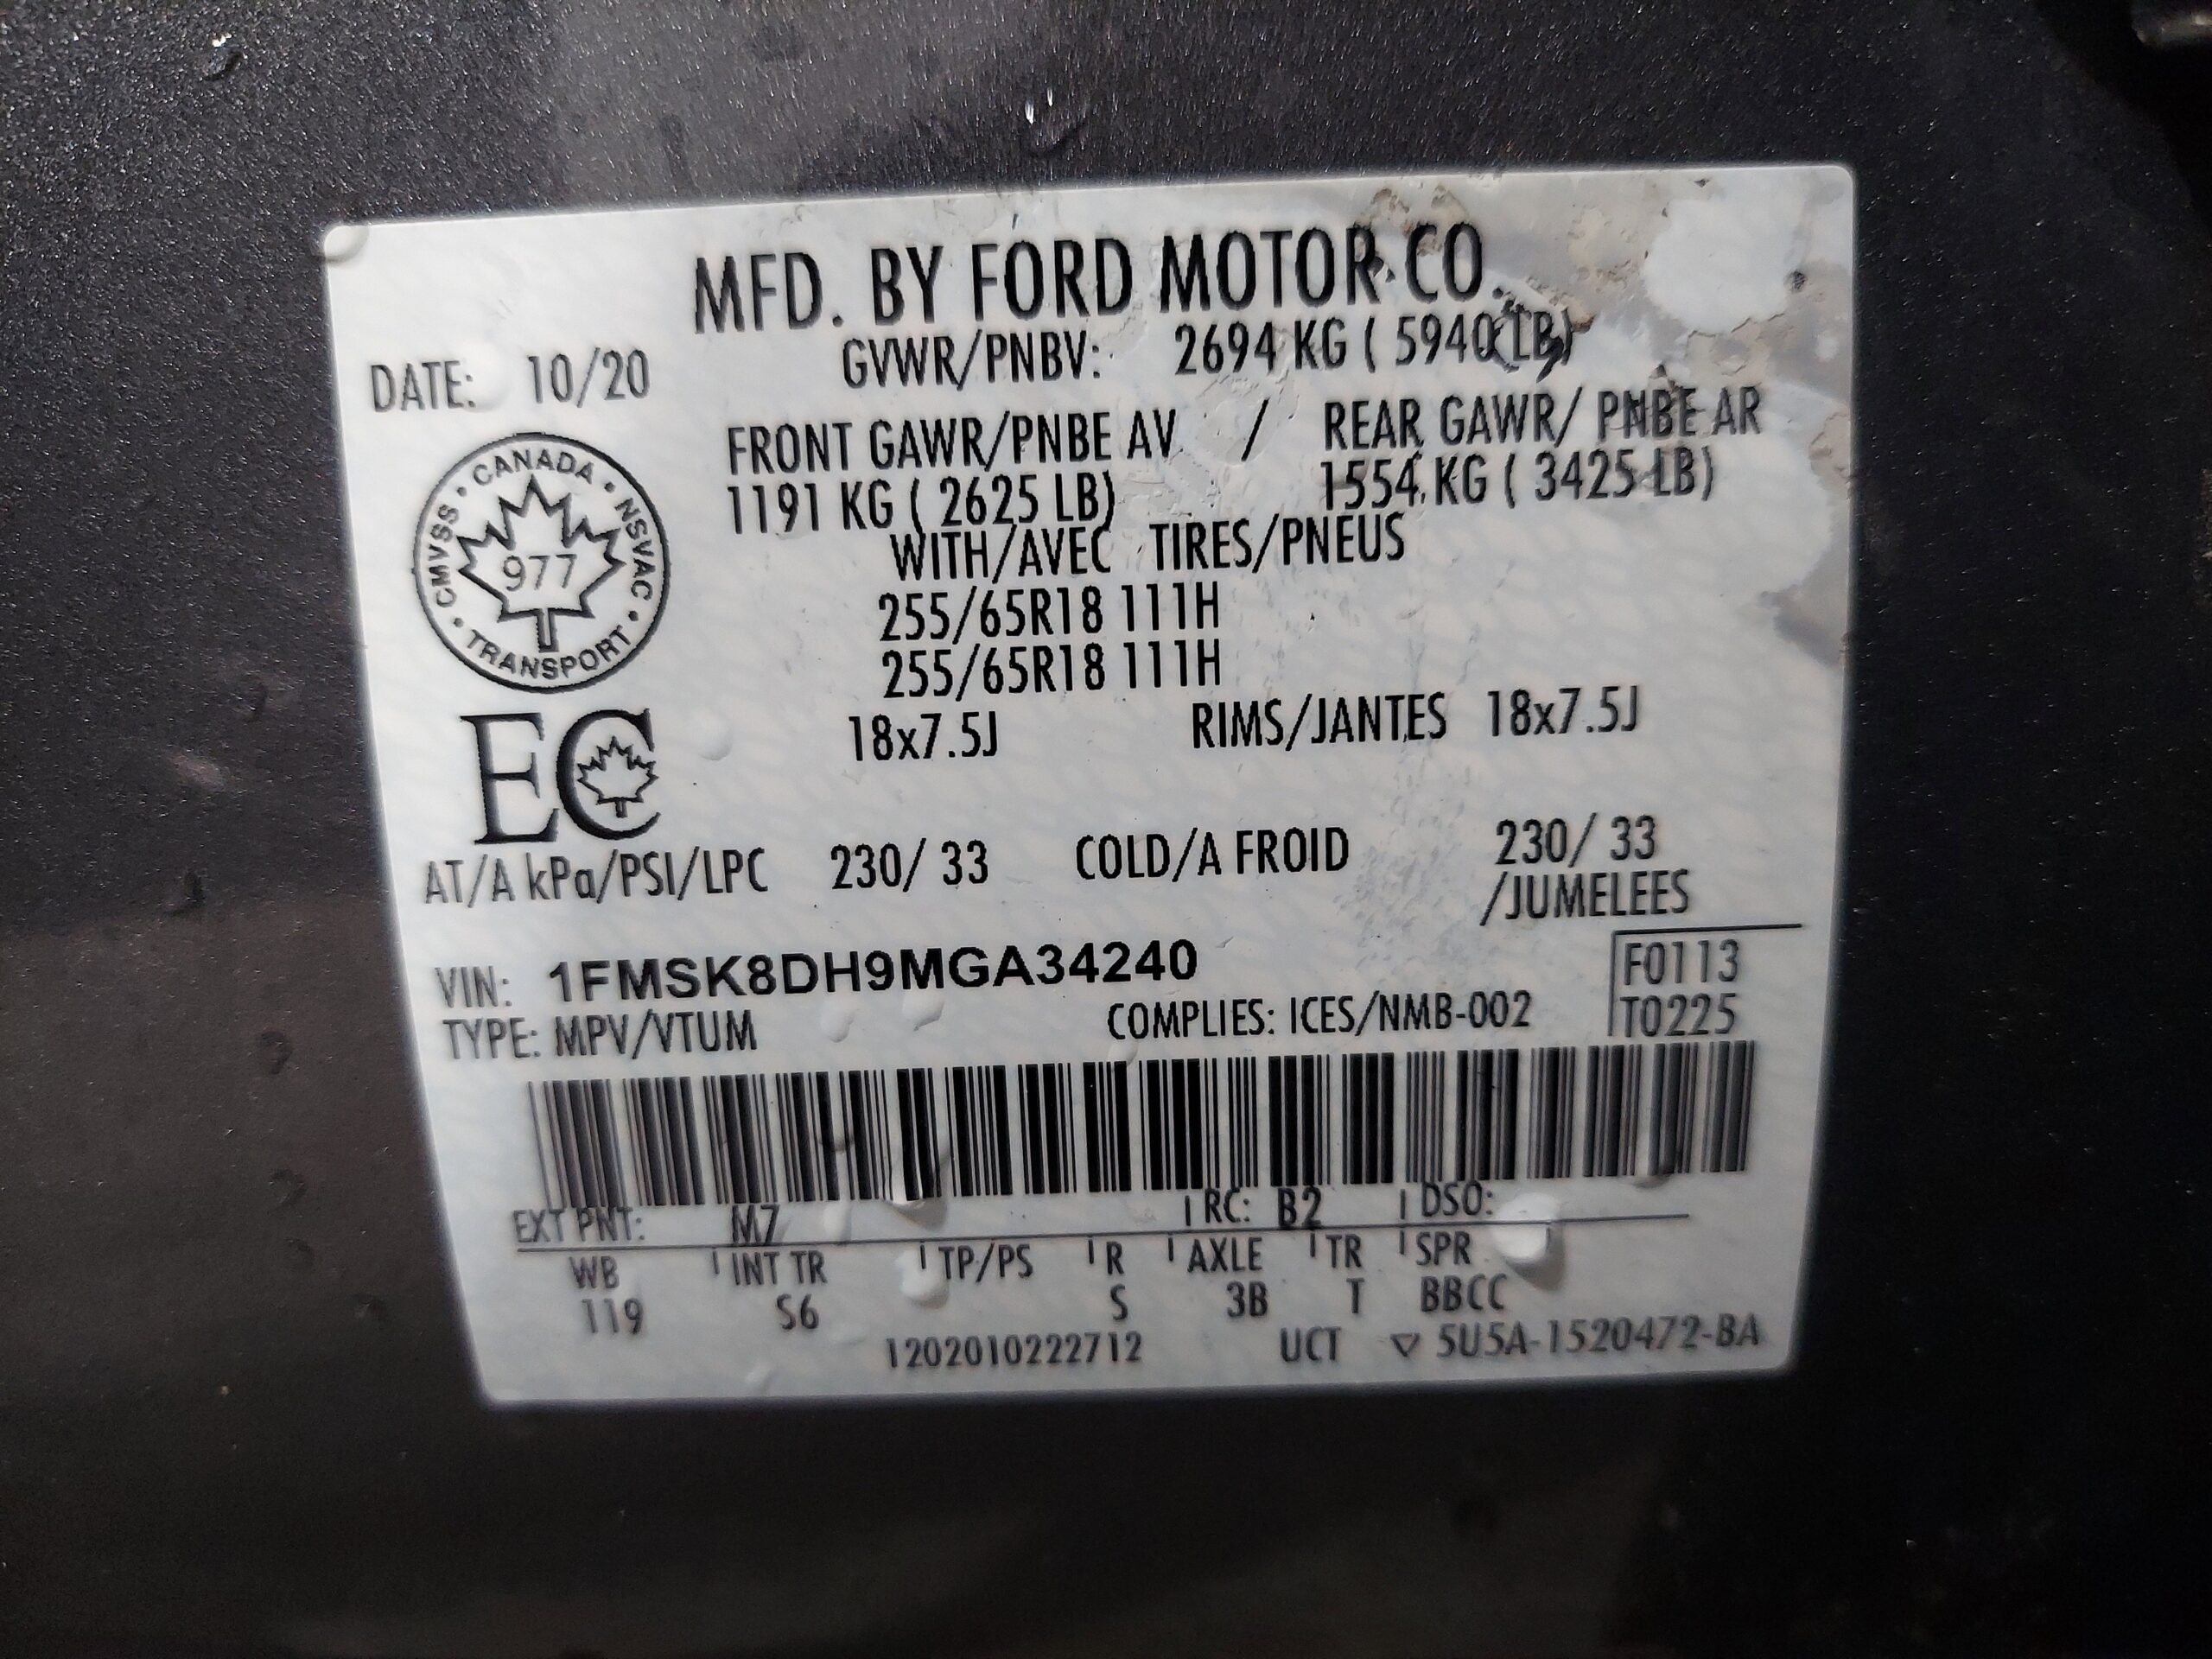 MFD. BY FORD MOTOR CO.
DATE: 10/20 GVWR/PNBV: 2694 KG ( 5940 LB)
FRONT GAWR/PNBE AV / REAR GAWR/ PNBE AR
1191 KG ( 2625 LB) 1554 KG ( 3425 LB)
WITH/AVEC TIRES/PNEUS
255/65R18 111H
255/65R18 111H
18x7.5J RIMS/JANTES 18x7.5J
CANADA • NSVAC • TRANSPORT • CMVSS •
977
EC
AT/A kPa/PSI/LPC 230/ 33 COLD/A FROID 230/ 33
/JUMELEES
VIN: 1FMSK8DH9MGA34240 F0113
TYPE: MPV/VTUM COMPLIES: ICES/NMB-002 T0225
EXT PNT: M7 RC: B2 DSO:
WB INT TR TP/PS R AXLE TR SPR
119 S6 S 3B T BBCC
1202010222712 UCT ▽ 5U5A-1520472-BA